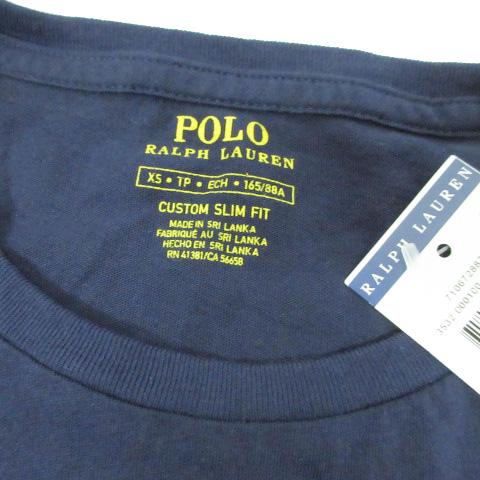 POLO
RALPH LAUREN
XS • TP • ECH • 165/88A
CUSTOM SLIM FIT
MADE IN SRI LANKA
FABRIQUÉ AU SRI LANKA
HECHO EN SRI LANKA
RN 41381/CA 56658
RALPH LAUREN